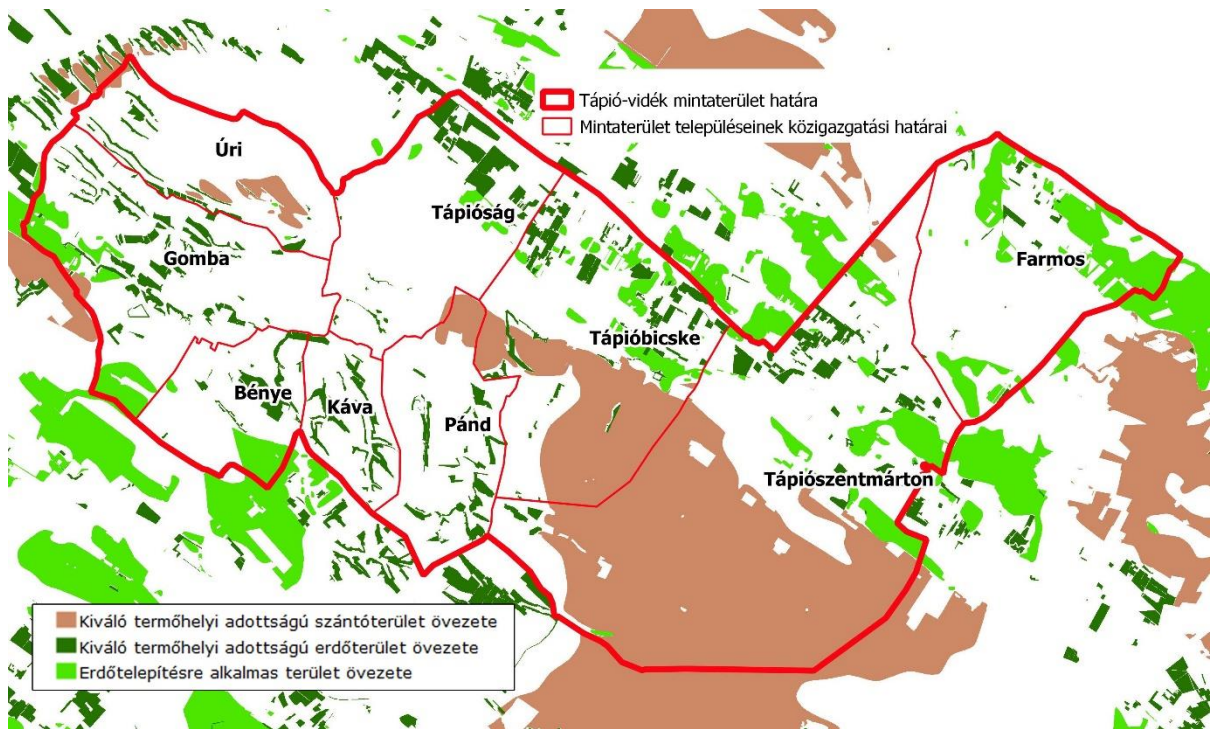 Tápió-vidék mintaterület határa
Mintaterület településeinek közigazgatási határai
Úri
Tápióság
Gomba
Farmos
Tápióbicske
Bénye
Káva
Pánd
Tápiószentmárton
Kiváló termőhelyi adottságú szántóterület övezete
Kiváló termőhelyi adottságú erdőterület övezete
Erdőtelepítésre alkalmas terület övezete